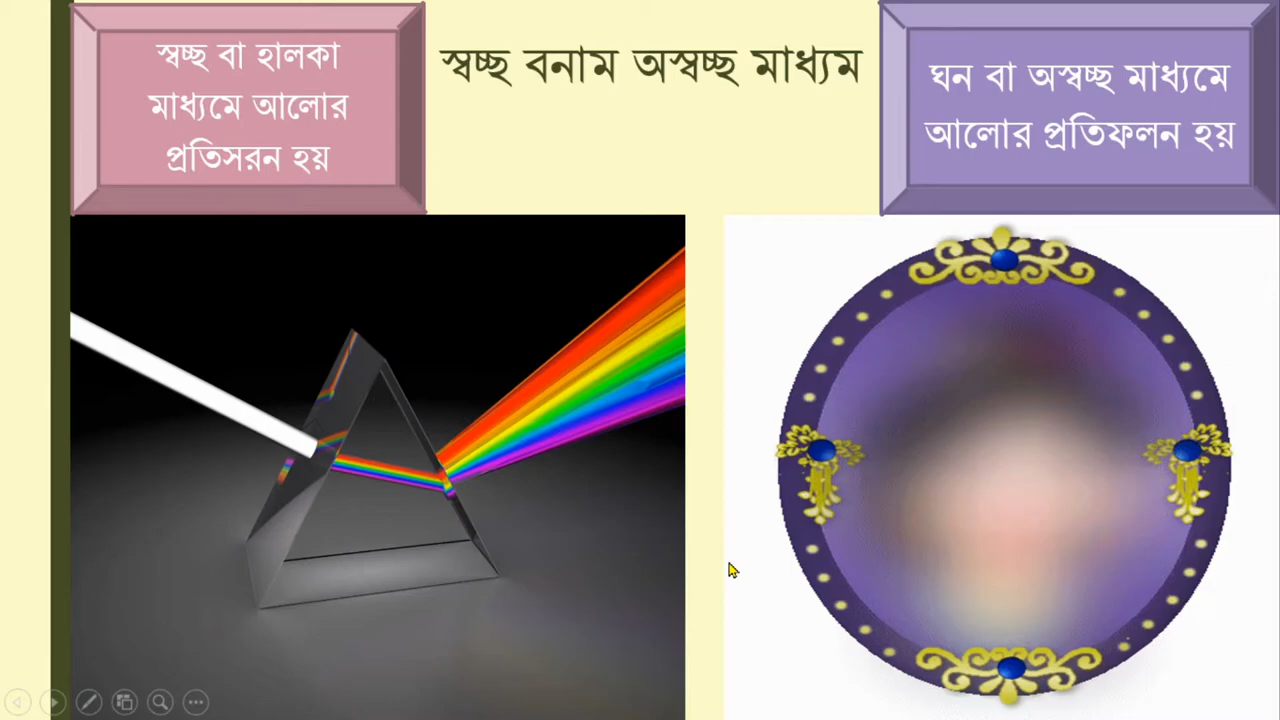 স্বচ্ছ বা হালকা
মাধ্যমে আলোর
প্রতিসরন হয়
স্বচ্ছ বনাম অস্বচ্ছ মাধ্যম
ঘন বা অস্বচ্ছ মাধ্যমে
আলোর প্রতিফলন হয়